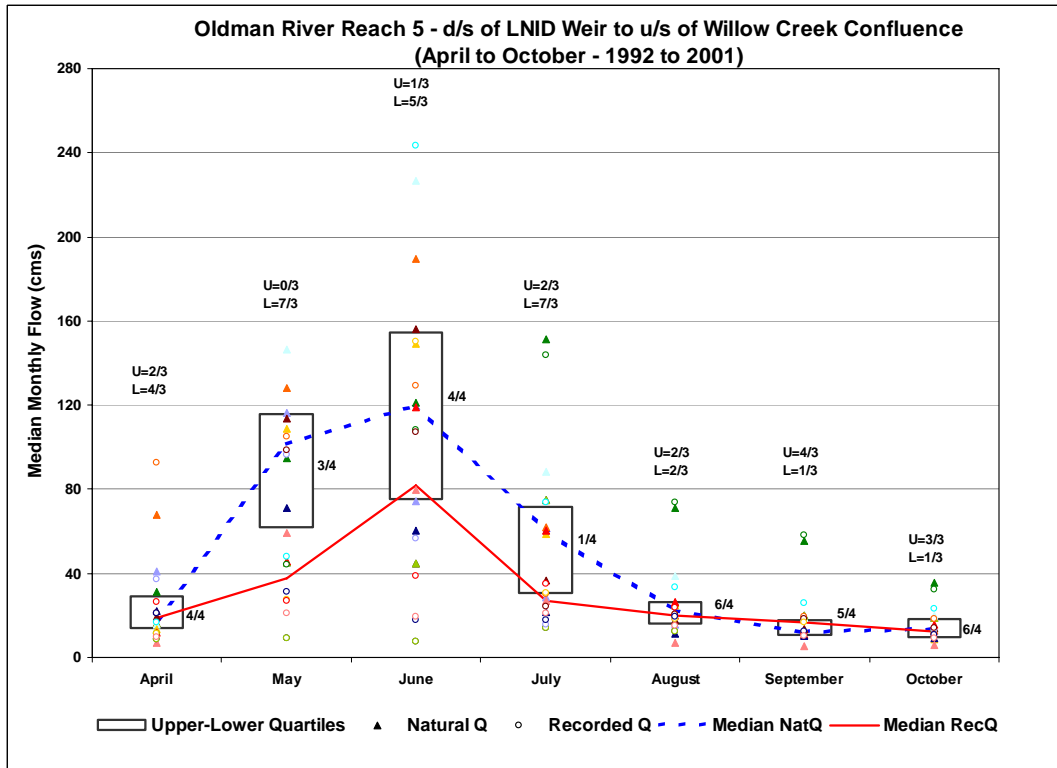 Oldman River Reach 5 - d/s of LNID Weir to u/s of Willow Creek Confluence
(April to October - 1992 to 2001)
Median Monthly Flow (cms)
280
240
200
160
120
80
40
0
U=2/3
L=4/3
4/4
U=0/3
L=7/3
3/4
U=1/3
L=5/3
4/4
U=2/3
L=7/3
1/4
U=2/3
L=2/3
6/4
U=4/3
L=1/3
5/4
U=3/3
L=1/3
6/4
April May June July August September October
Upper-Lower Quartiles Natural Q Recorded Q Median NatQ Median RecQ